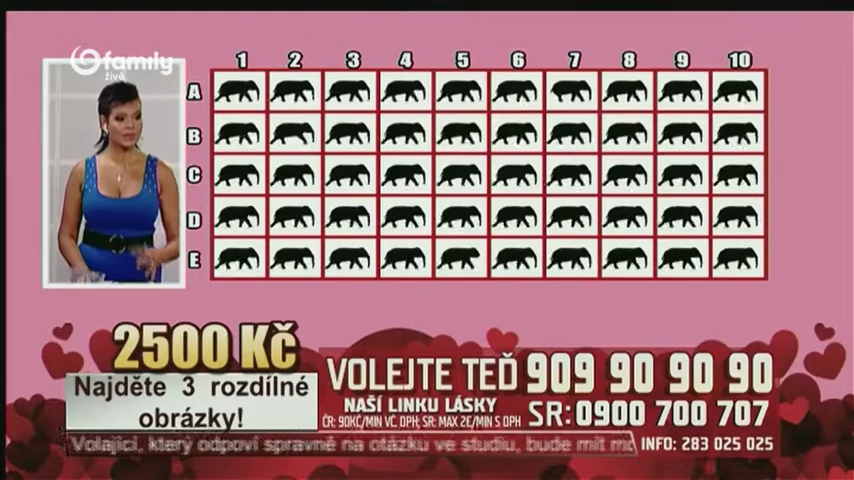 family
živě
1 2 3 4 5 6 7 8 9 10
A
B
C
D
E
2500 Kč
Najděte 3 rozdílné
obrázky!
VOLEJTE TEĎ 909 90 90 90
NAŠÍ LINKU LÁSKY
SR: 0900 700 707
ČR: 90KČ/MIN VČ. DPH; SR: MAX 2€/MIN S DPH
Volající, který odpoví správně na otázku ve studiu, bude mít
INFO: 283 025 025